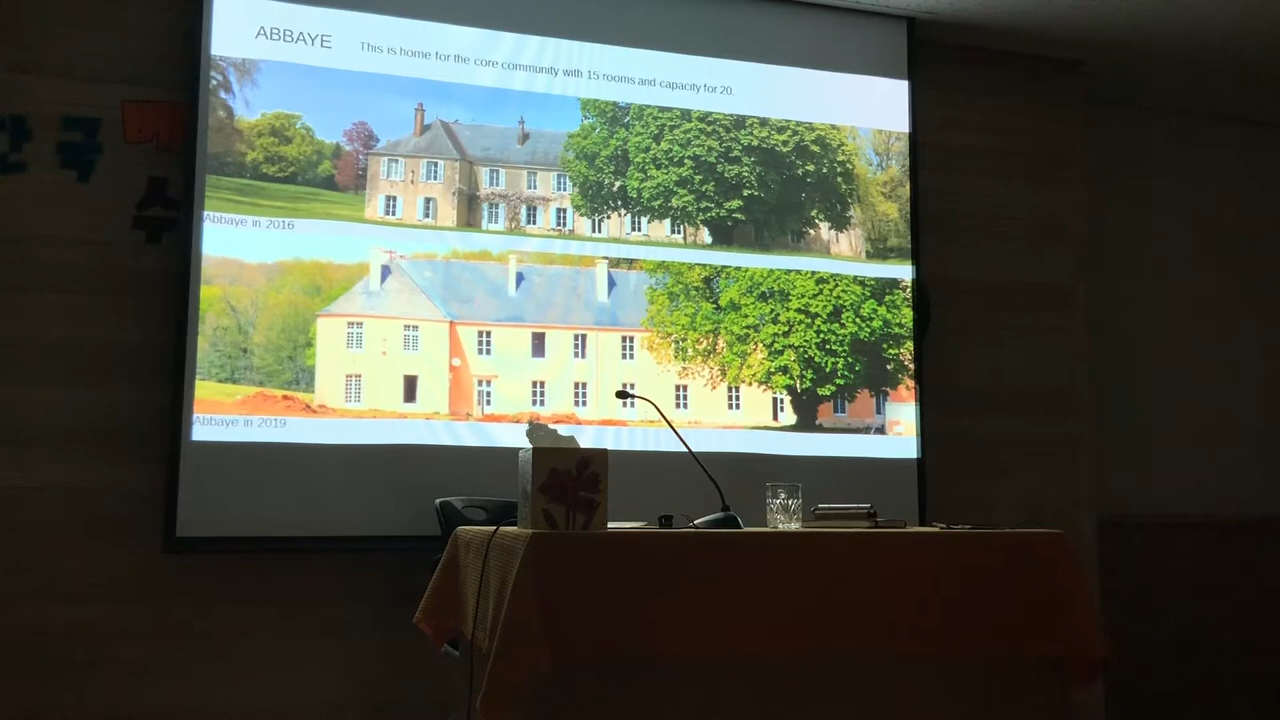 ABBAYE
This is home for the core community with 15 rooms and capacity for 20.
Abbaye in 2016
Abbaye in 2019